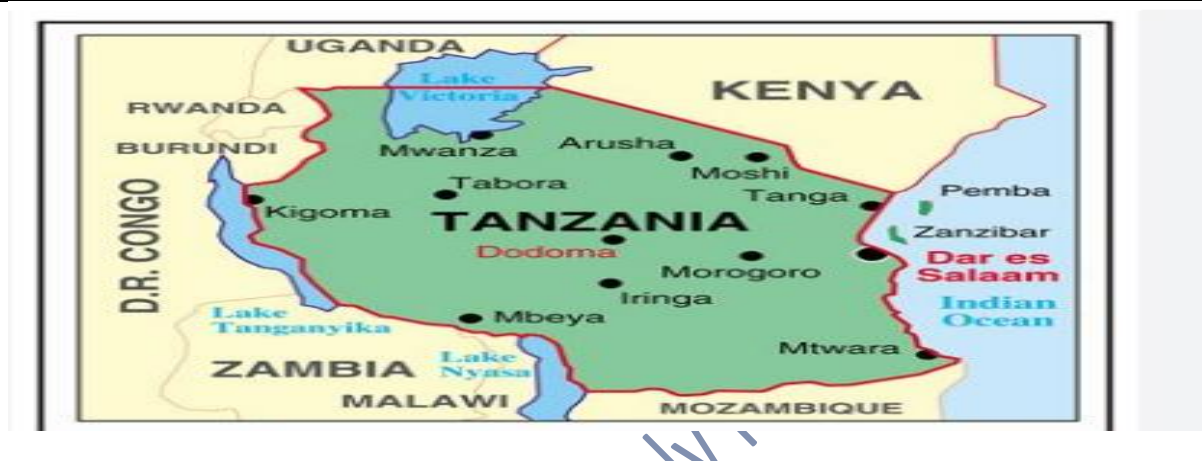 UGANDA
Lake
Victoria
KENYA
RWANDA
BURUNDI
Mwanza
Arusha
Moshi
Tabora
Tanga
Pemba
Kigoma
TANZANIA
Zanzibar
Dodoma
Dar es
Salaam
Morogoro
D.R. CONGO
Iringa
Indian
Ocean
Lake
Tanganyika
Mbeya
Mtwara
Lake
Nyasa
ZAMBIA
MALAWI
MOZAMBIQUE